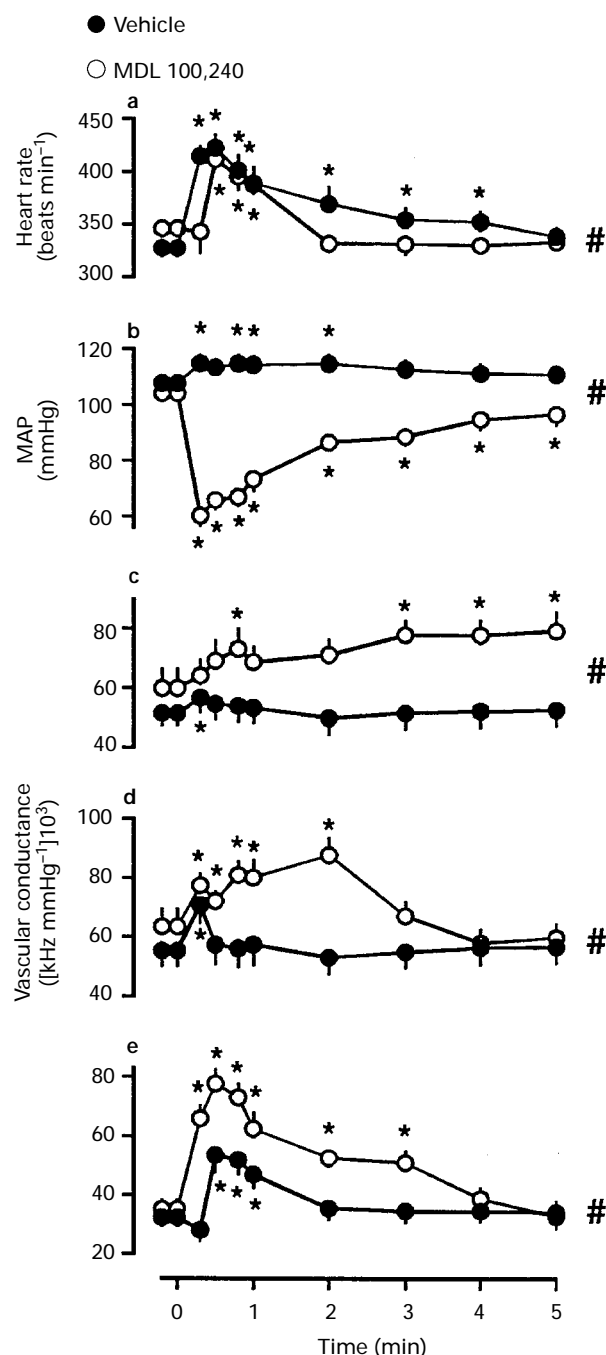 ● Vehicle
○ MDL 100,240
a
450
400
350
300
Heart rate
(beats min⁻¹)
* * * * * * *
* * *
#
b
120
100
80
60
MAP
(mmHg)
* * * *
* * * * * * * *
#
c
80
60
40
* * * *
*
#
d
100
80
60
40
Vascular conductance
([kHz mmHg⁻¹]10³)
* * * * *
*
#
e
80
60
40
20
* * * * * *
* * *
#
0 1 2 3 4 5
Time (min)